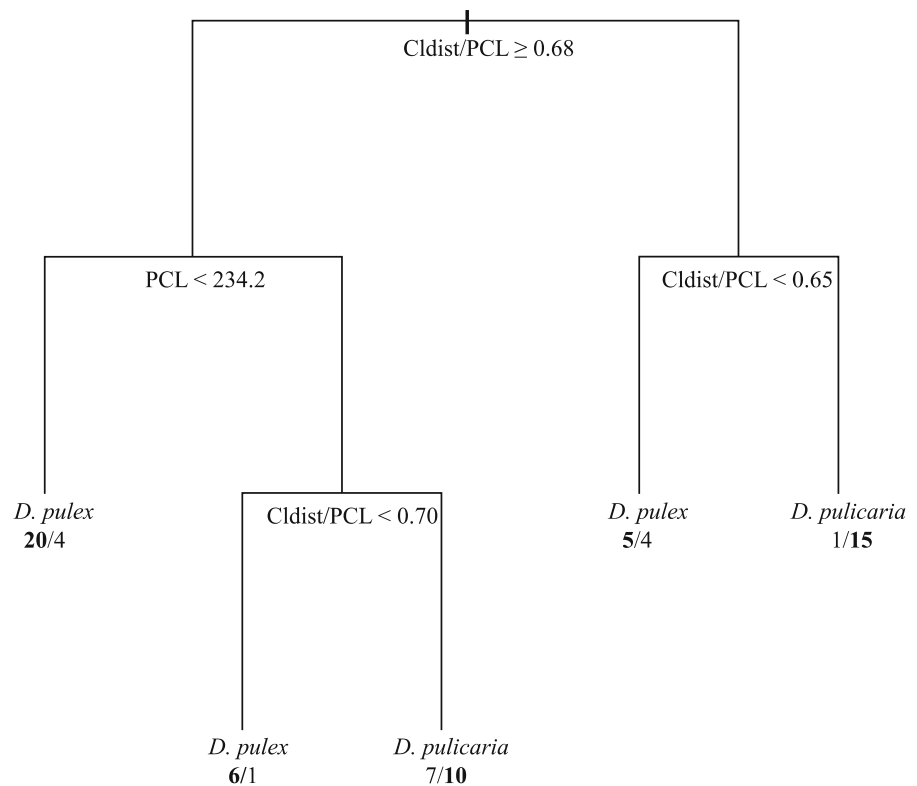 Cldist/PCL ≥ 0.68
PCL < 234.2
Cldist/PCL < 0.65
D. pulex
20/4
Cldist/PCL < 0.70
D. pulex
5/4
D. pulicaria
1/15
D. pulex
6/1
D. pulicaria
7/10